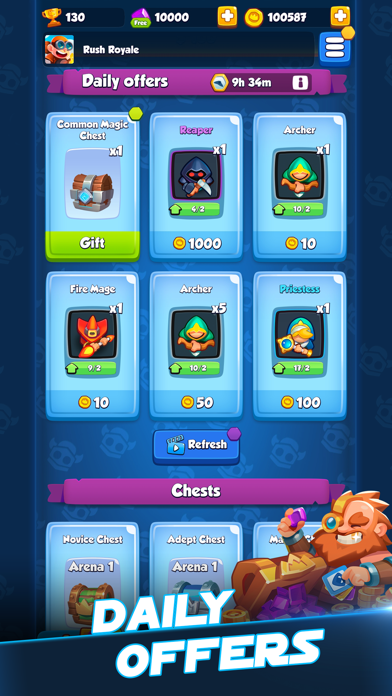 130
Free
10000
100587
Rush Royale
Daily offers
9h 34m
i
Common Magic Chest
x1
Gift
Reaper
x1
4/2
1000
Archer
x1
10/2
10
Fire Mage
x1
9/2
10
Archer
x5
10/2
50
Priestess
x1
17/2
100
Refresh
Chests
Novice Chest
Arena 1
Adept Chest
Arena 1
DAILY
OFFERS